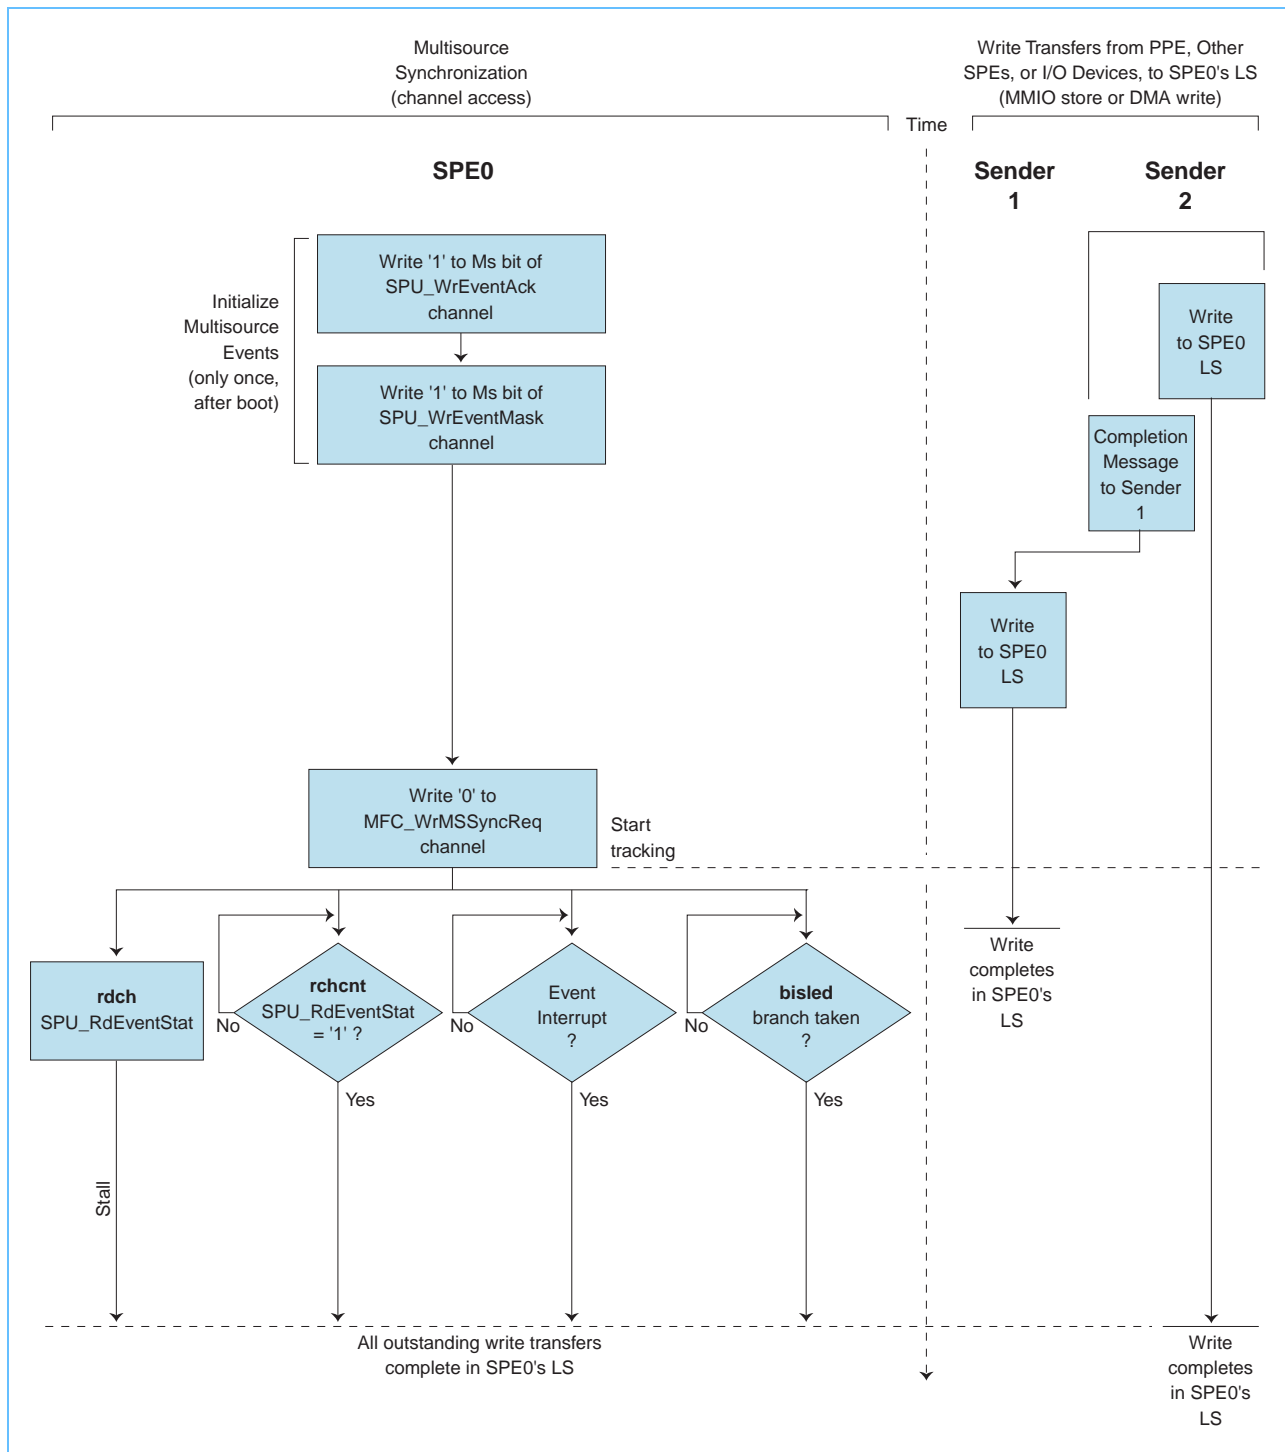 Multisource
Synchronization
(channel access)
Write Transfers from PPE, Other
SPEs, or I/O Devices, to SPE0's LS
(MMIO store or DMA write)
Time
SPE0
Sender
1
Sender
2
Initialize
Multisource
Events
(only once,
after boot)
Write '1' to Ms bit of
SPU_WrEventAck
channel
Write '1' to Ms bit of
SPU_WrEventMask
channel
Write
to SPE0
LS
Completion
Message
to Sender
1
Write
to SPE0
LS
Write '0' to
MFC_WrMSSyncReq
channel
Start
tracking
rdch
SPU_RdEventStat
rchcnt
SPU_RdEventStat
= '1' ?
No
Yes
Event
Interrupt
?
No
Yes
bisled
branch taken
?
No
Yes
Write
completes
in SPE0's
LS
Stall
All outstanding write transfers
complete in SPE0's LS
Write
completes
in SPE0's
LS